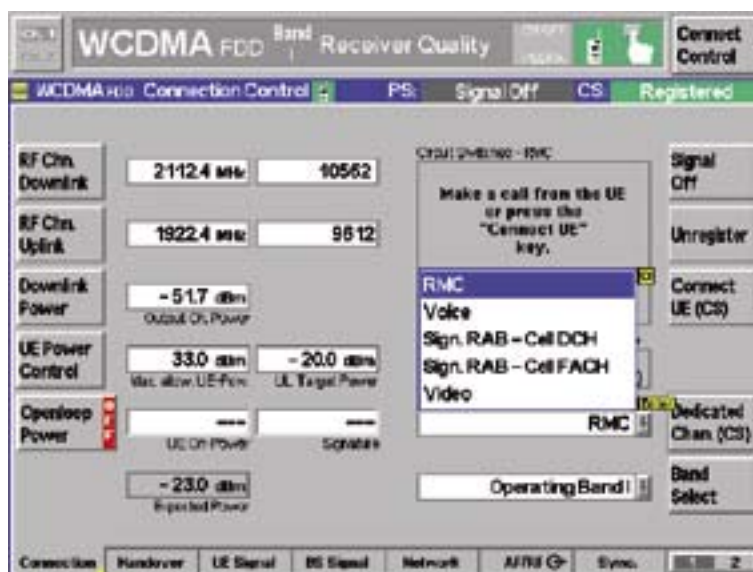 WCDMA FDD Band I Receiver Quality
Connect Control
WCDMA FDD Connection Control PS: Signal Off CS: Registered
RF Chn. Downlink
2112.4 MHz 10562
Circuit Switched - RMC
Make a call from the UE
or press the
"Connect UE"
key.
Signal Off
RF Chn. Uplink
1922.4 MHz 9612
Unregister
Downlink Power
- 51.7 dBm
Output Ch. Power
RMC
Voice
Sign. RAB - Cell DCH
Sign. RAB - Cell FACH
Video
Connect UE (CS)
UE Power Control
33.0 dBm - 20.0 dBm
Max. allow. UE-Pow. UL Target Power
Openloop Power
--- ---
Signature
RMC
Dedicated Chan. (CS)
- 23.0 dBm
Expected Power
Operating Band I
Band Select
Connection Handover UE Signal BS Signal Network AF/RF Sync. 2